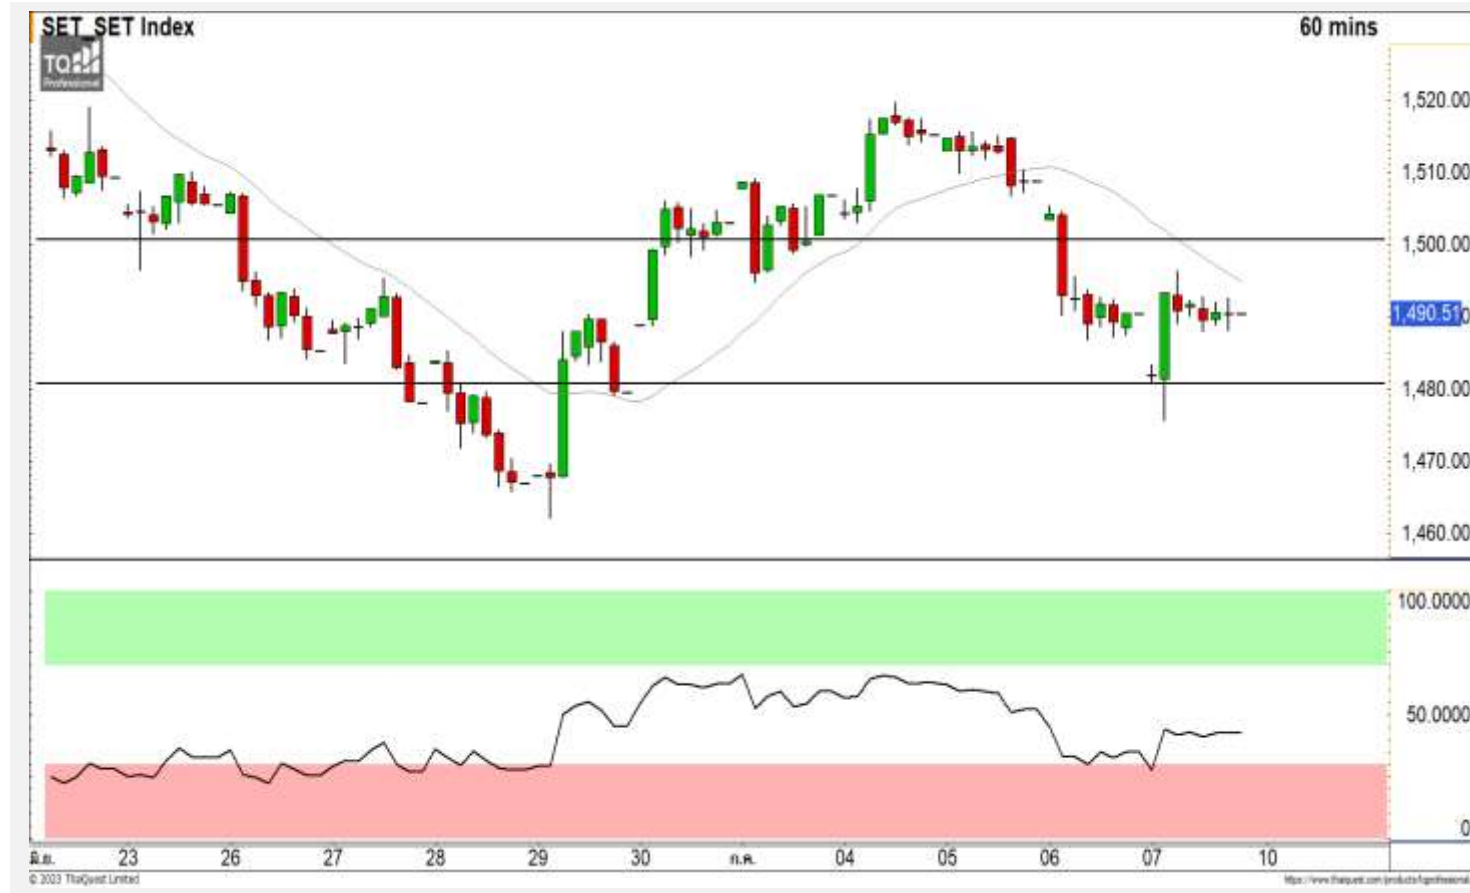 SET_SET Index
60 mins
TQ
Professional
1,520.00
1,510.00
1,500.00
1,490.51
1,480.00
1,470.00
1,460.00
100.0000
50.0000
0
มิ.ย. 23 26 27 28 29 30 ก.ค. 04 05 06 07 10
© 2023 ThaiQuest Limited